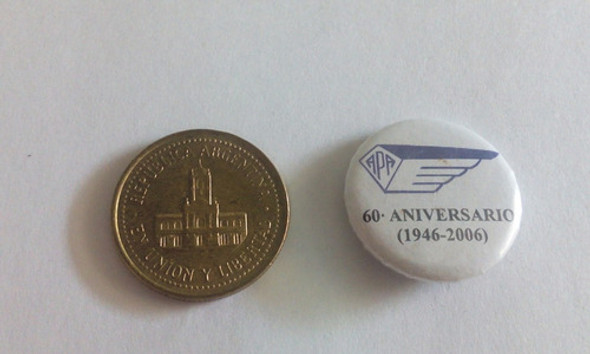 REPUBLICA ARGENTINA
EN UNION Y LIBERTAD
APA
60· ANIVERSARIO
(1946-2006)